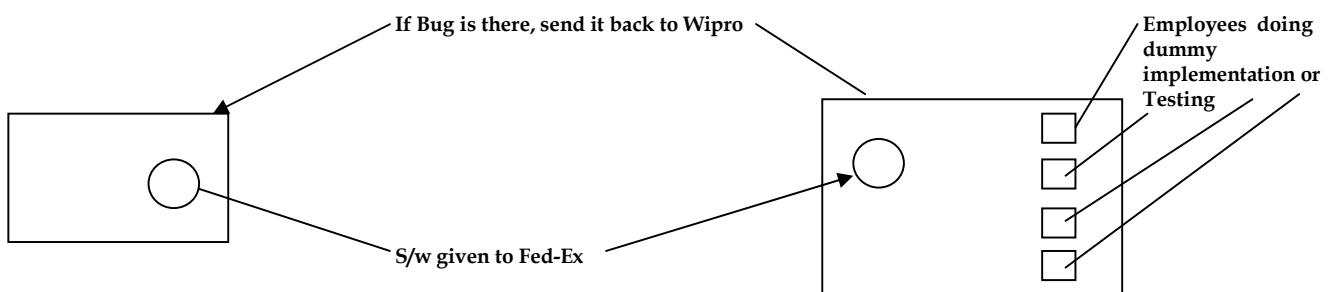 If Bug is there, send it back to Wipro
Employees doing
dummy
implementation or
Testing
S/w given to Fed-Ex